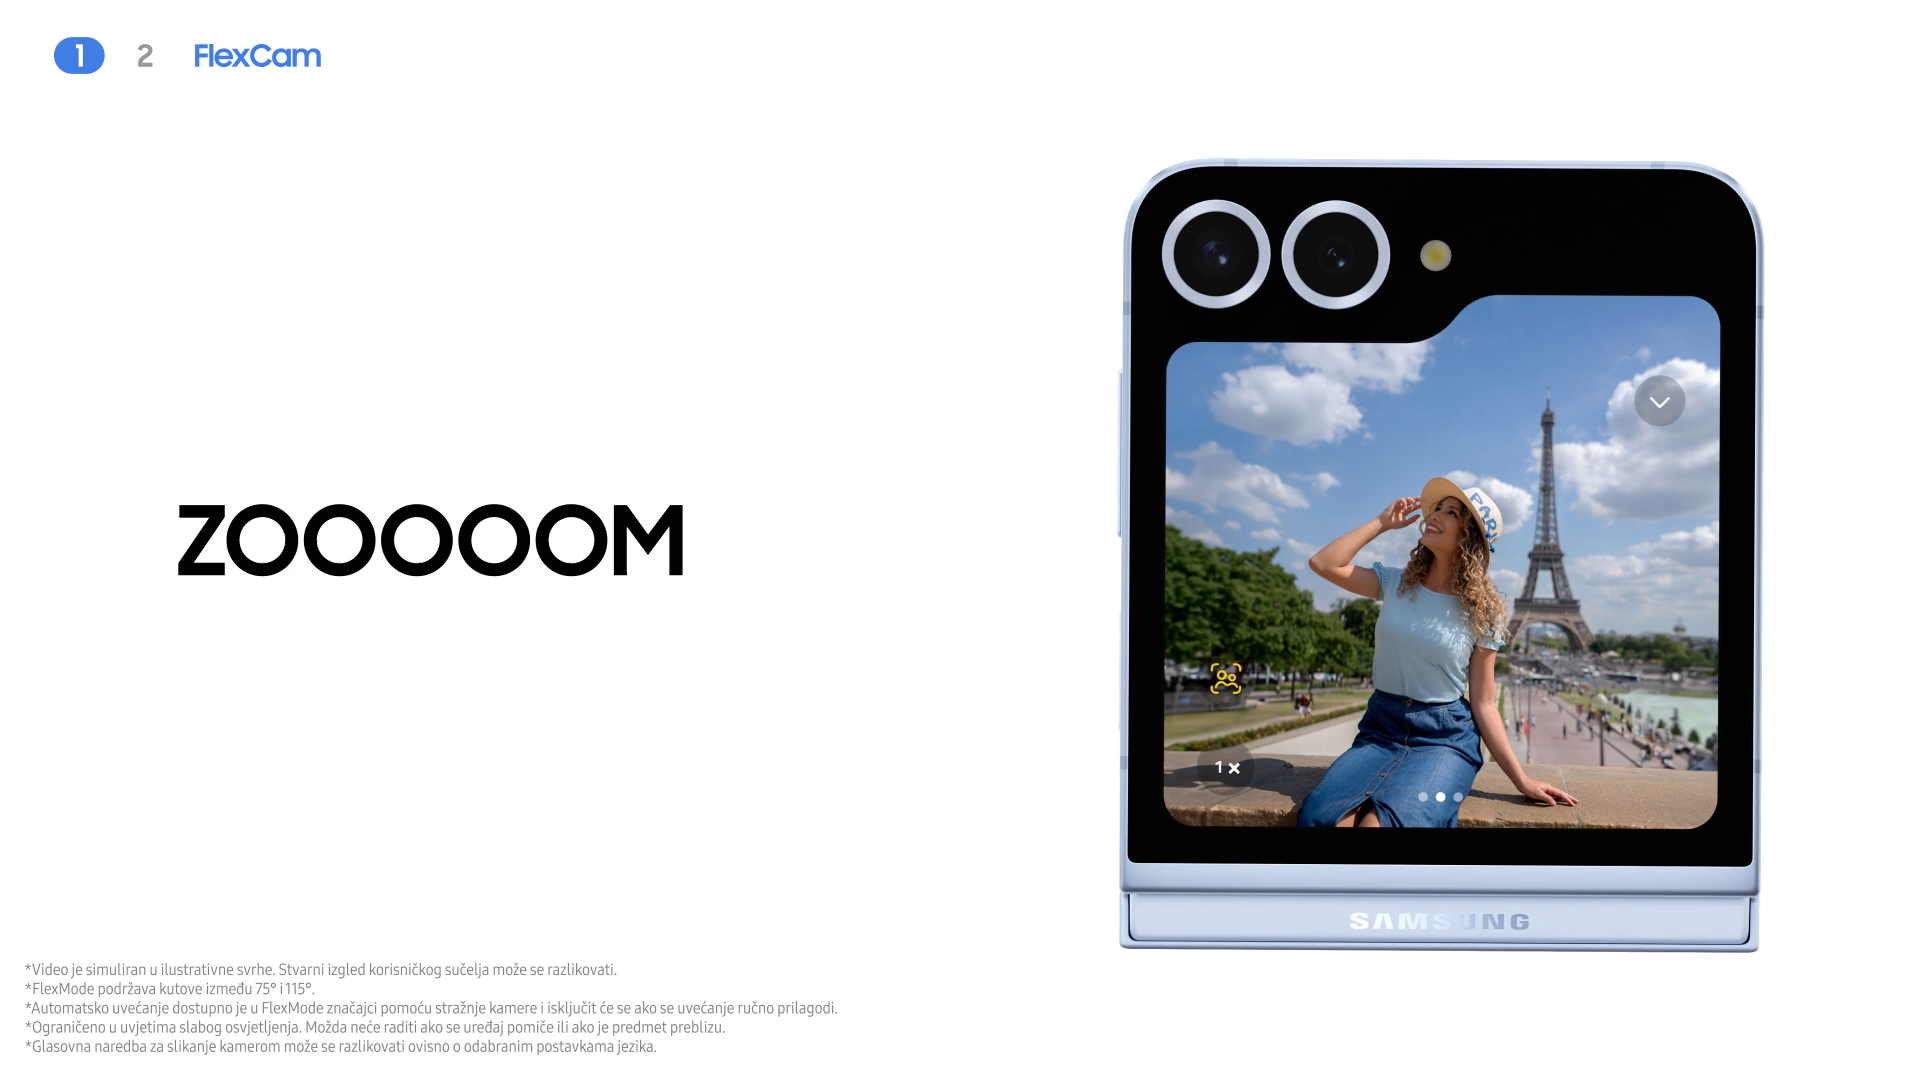 1 2 FlexCam
ZOOOOOM
PARI
1×
SAMSUNG
*Video je simuliran u ilustrativne svrhe. Stvarni izgled korisničkog sučelja može se razlikovati.
*FlexMode podržava kutove između 75° i 115°.
*Automatsko uvećanje dostupno je u FlexMode značajci pomoću stražnje kamere i isključit će se ako se uvećanje ručno prilagodi.
*Ograničeno u uvjetima slabog osvjetljenja. Možda neće raditi ako se uređaj pomiče ili ako je predmet preblizu.
*Glasovna naredba za slikanje kamerom može se razlikovati ovisno o odabranim postavkama jezika.